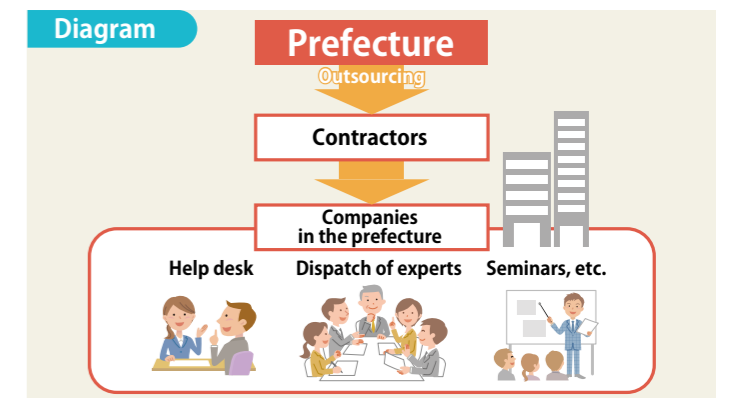 Diagram
Prefecture
Outsourcing
Contractors
Companies
in the prefecture
Help desk
Dispatch of experts
Seminars, etc.